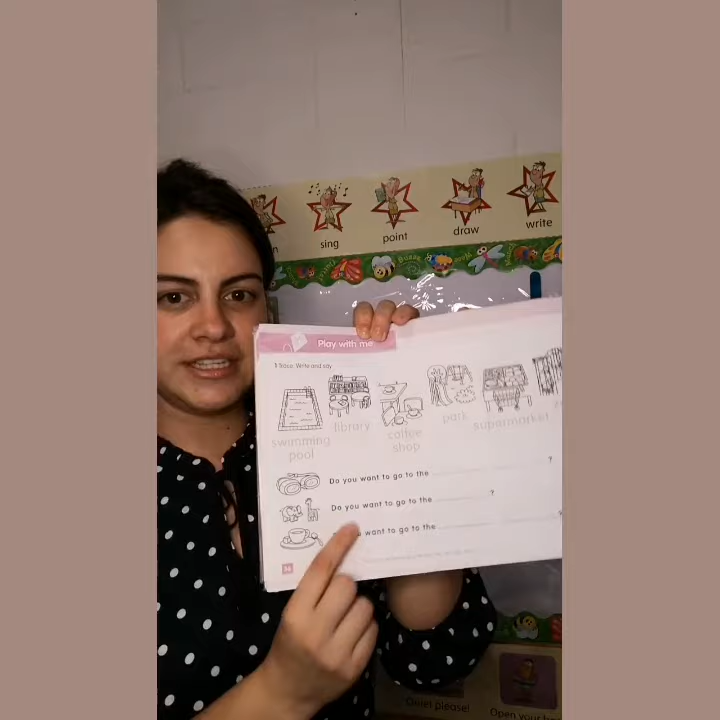 sing
point
draw
write
Play with me
1 Trace. Write and say
swimming pool
library
coffee shop
park
supermarket
Do you want to go to the ?
Do you want to go to the ?
want to go to the ?
36
Quiet please!
Open your